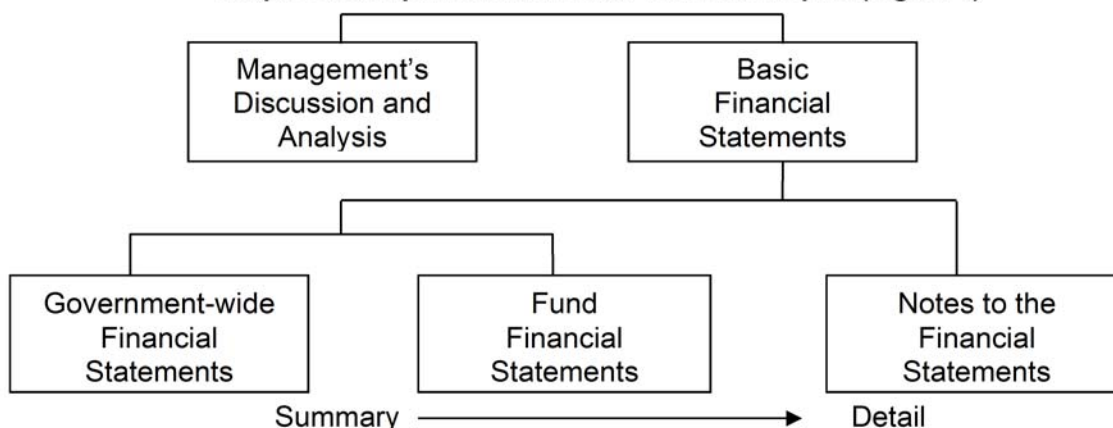 Management's
Discussion and
Analysis
Basic
Financial
Statements
Government-wide
Financial
Statements
Fund
Financial
Statements
Notes to the
Financial
Statements
Summary
Detail